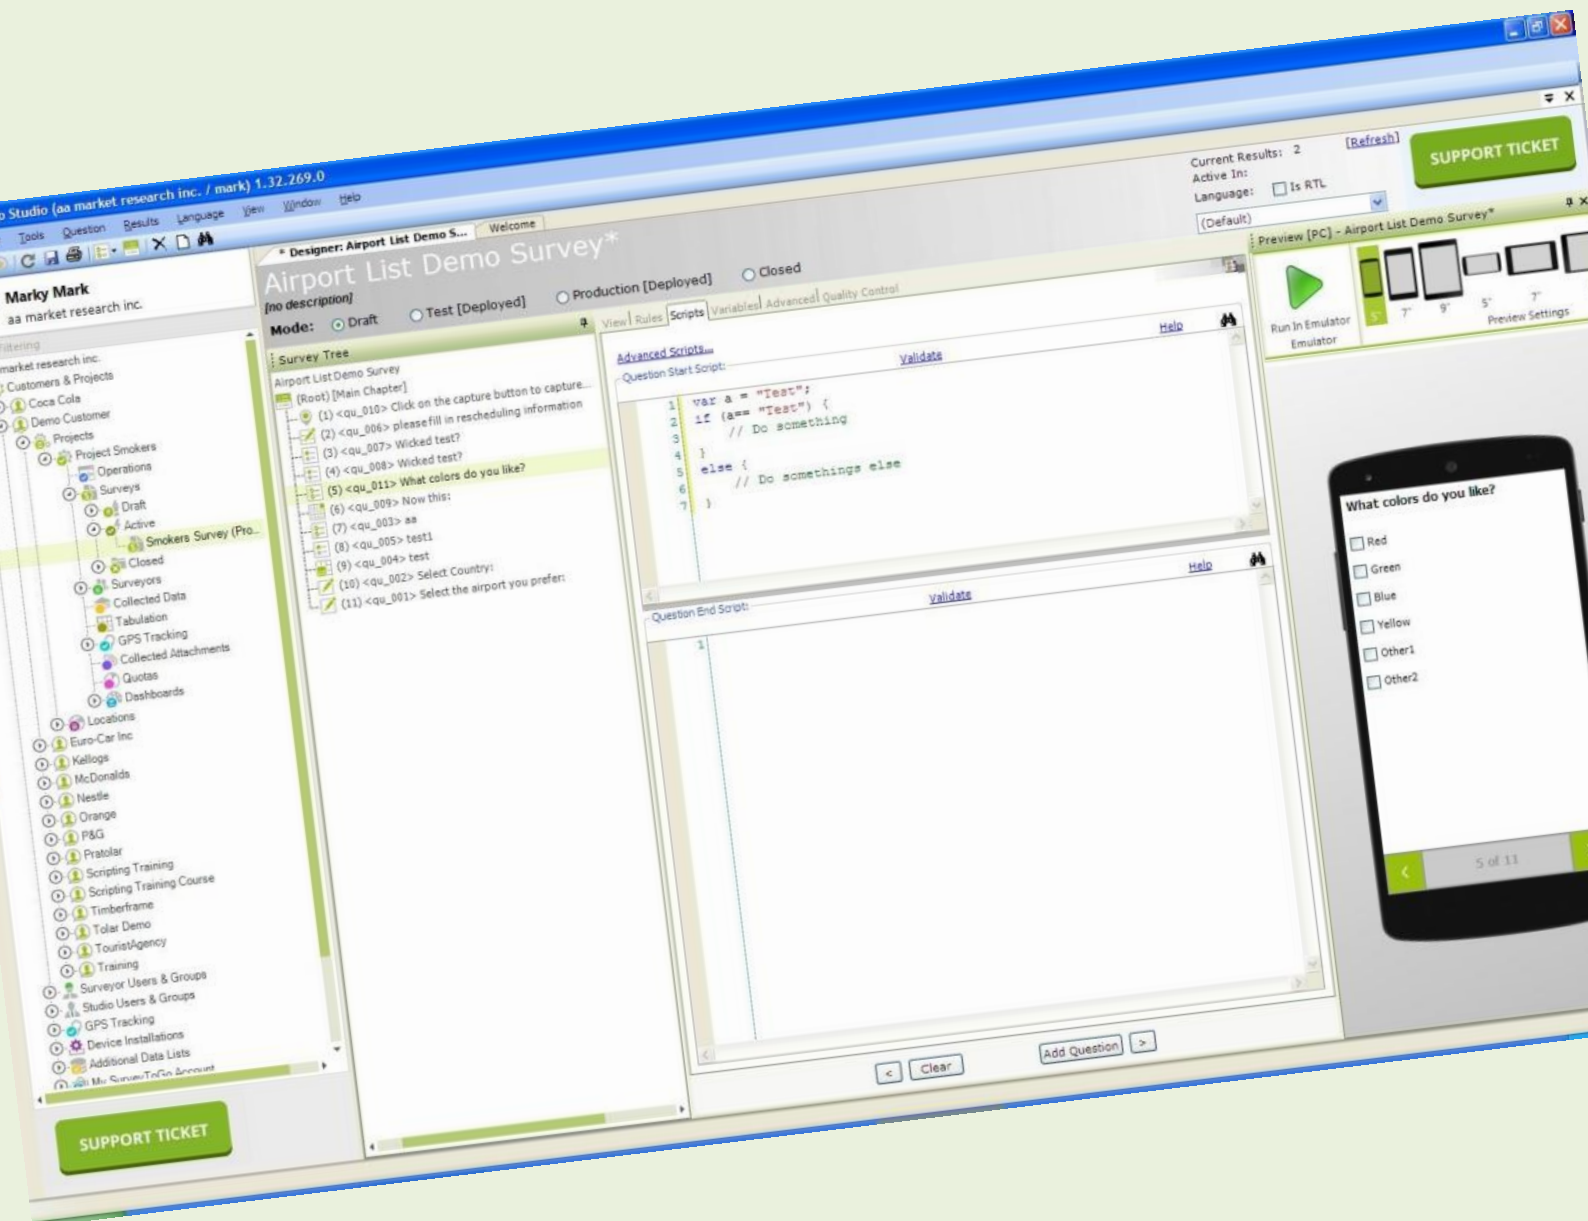 o Studio (aa market research inc. / mark) 1.32.269.0
Tools Question Results Language View Window Help
Marky Mark
aa market research inc.
Filtering
market research inc.
Customers & Projects
Coca Cola
Demo Customer
Projects
Project Smokers
Operations
Surveys
Draft
Active
Smokers Survey (Pro...
Closed
Surveyors
Collected Data
Tabulation
GPS Tracking
Collected Attachments
Quotas
Dashboards
Locations
Euro-Car Inc
Kellogs
McDonalds
Nestle
Orange
P&G
Pratolar
Scripting Training
Scripting Training Course
Timberframe
Tolar Demo
TouristAgency
Training
Surveyor Users & Groups
Studio Users & Groups
GPS Tracking
Device Installations
Additional Data Lists
My SurveyToGo Account
SUPPORT TICKET
* Designer: Airport List Demo S... Welcome
Airport List Demo Survey*
[no description]
Mode: Draft Test [Deployed] Production [Deployed] Closed
Current Results: 2 [Refresh]
Active In:
Language: Is RTL
(Default)
SUPPORT TICKET
Survey Tree
Airport List Demo Survey
(Root) [Main Chapter]
(1) <qu_010> Click on the capture button to capture...
(2) <qu_006> please fill in rescheduling information
(3) <qu_007> Wicked test?
(4) <qu_008> Wicked test?
(5) <qu_011> What colors do you like?
(6) <qu_009> Now this:
(7) <qu_003> aa
(8) <qu_005> test1
(9) <qu_004> test
(10) <qu_002> Select Country:
(11) <qu_001> Select the airport you prefer:
View Rules Scripts Variables Advanced Quality Control
Advanced Scripts...
Question Start Script: Validate Help
1 var a = "Test";
2 if (a== "Test") {
3 // Do something
4 }
5 else {
6 // Do somethings else
7 }
Question End Script: Validate Help
1
< Clear Add Question >
Preview [PC] - Airport List Demo Survey*
Run In Emulator
Emulator
5" 7" 9" 5" 7"
Preview Settings
What colors do you like?
Red
Green
Blue
Yellow
Other1
Other2
< 5 of 11